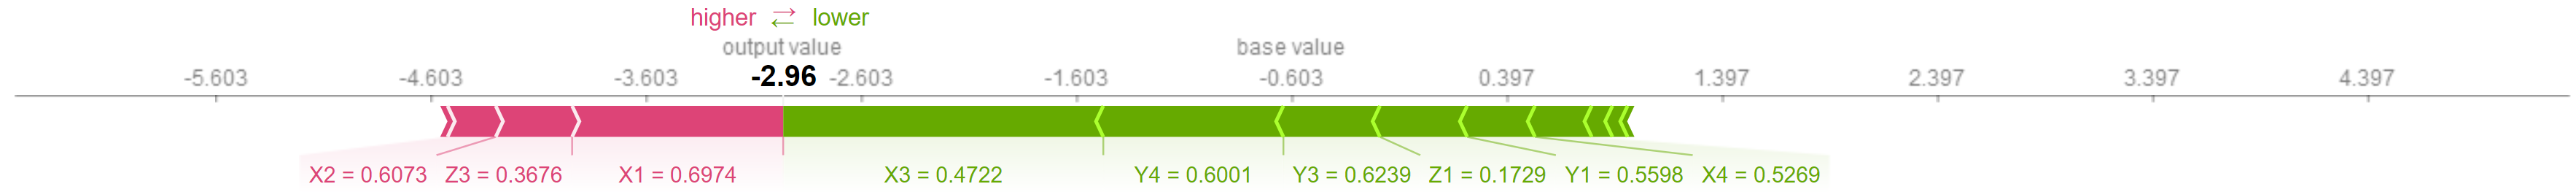 higher ⇄ lower
output value base value
-5.603 -4.603 -3.603 -2.96 -2.603 -1.603 -0.603 0.397 1.397 2.397 3.397 4.397
X2 = 0.6073 Z3 = 0.3676 X1 = 0.6974 X3 = 0.4722 Y4 = 0.6001 Y3 = 0.6239 Z1 = 0.1729 Y1 = 0.5598 X4 = 0.5269